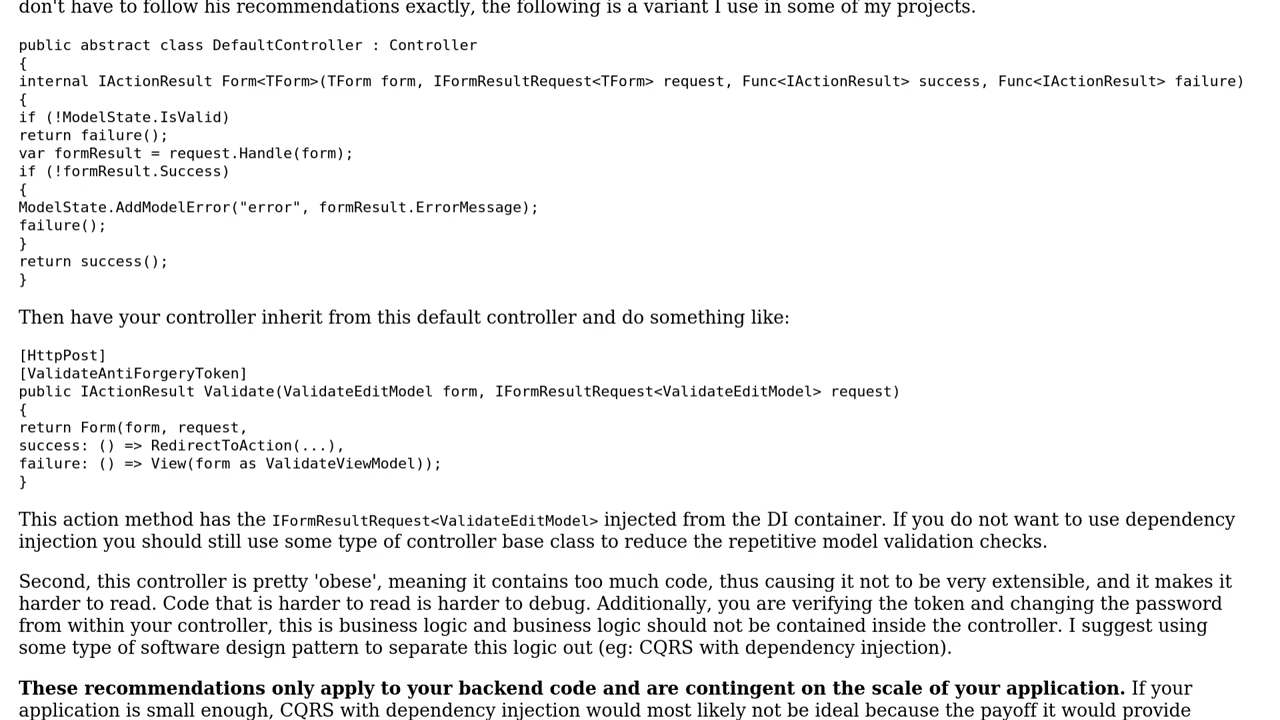 don't have to follow his recommendations exactly, the following is a variant I use in some of my projects.
public abstract class DefaultController : Controller
{
internal IActionResult Form<TForm>(TForm form, IFormResultRequest<TForm> request, Func<IActionResult> success, Func<IActionResult> failure)
{
if (!ModelState.IsValid)
return failure();
var formResult = request.Handle(form);
if (!formResult.Success)
{
ModelState.AddModelError("error", formResult.ErrorMessage);
failure();
}
return success();
}
Then have your controller inherit from this default controller and do something like:
[HttpPost]
[ValidateAntiForgeryToken]
public IActionResult Validate(ValidateEditModel form, IFormResultRequest<ValidateEditModel> request)
{
return Form(form, request,
success: () => RedirectToAction(...),
failure: () => View(form as ValidateViewModel));
}
This action method has the IFormResultRequest<ValidateEditModel> injected from the DI container. If you do not want to use dependency
injection you should still use some type of controller base class to reduce the repetitive model validation checks.
Second, this controller is pretty 'obese', meaning it contains too much code, thus causing it not to be very extensible, and it makes it
harder to read. Code that is harder to read is harder to debug. Additionally, you are verifying the token and changing the password
from within your controller, this is business logic and business logic should not be contained inside the controller. I suggest using
some type of software design pattern to separate this logic out (eg: CQRS with dependency injection).
These recommendations only apply to your backend code and are contingent on the scale of your application. If your
application is small enough, CQRS with dependency injection would most likely not be ideal because the payoff it would provide